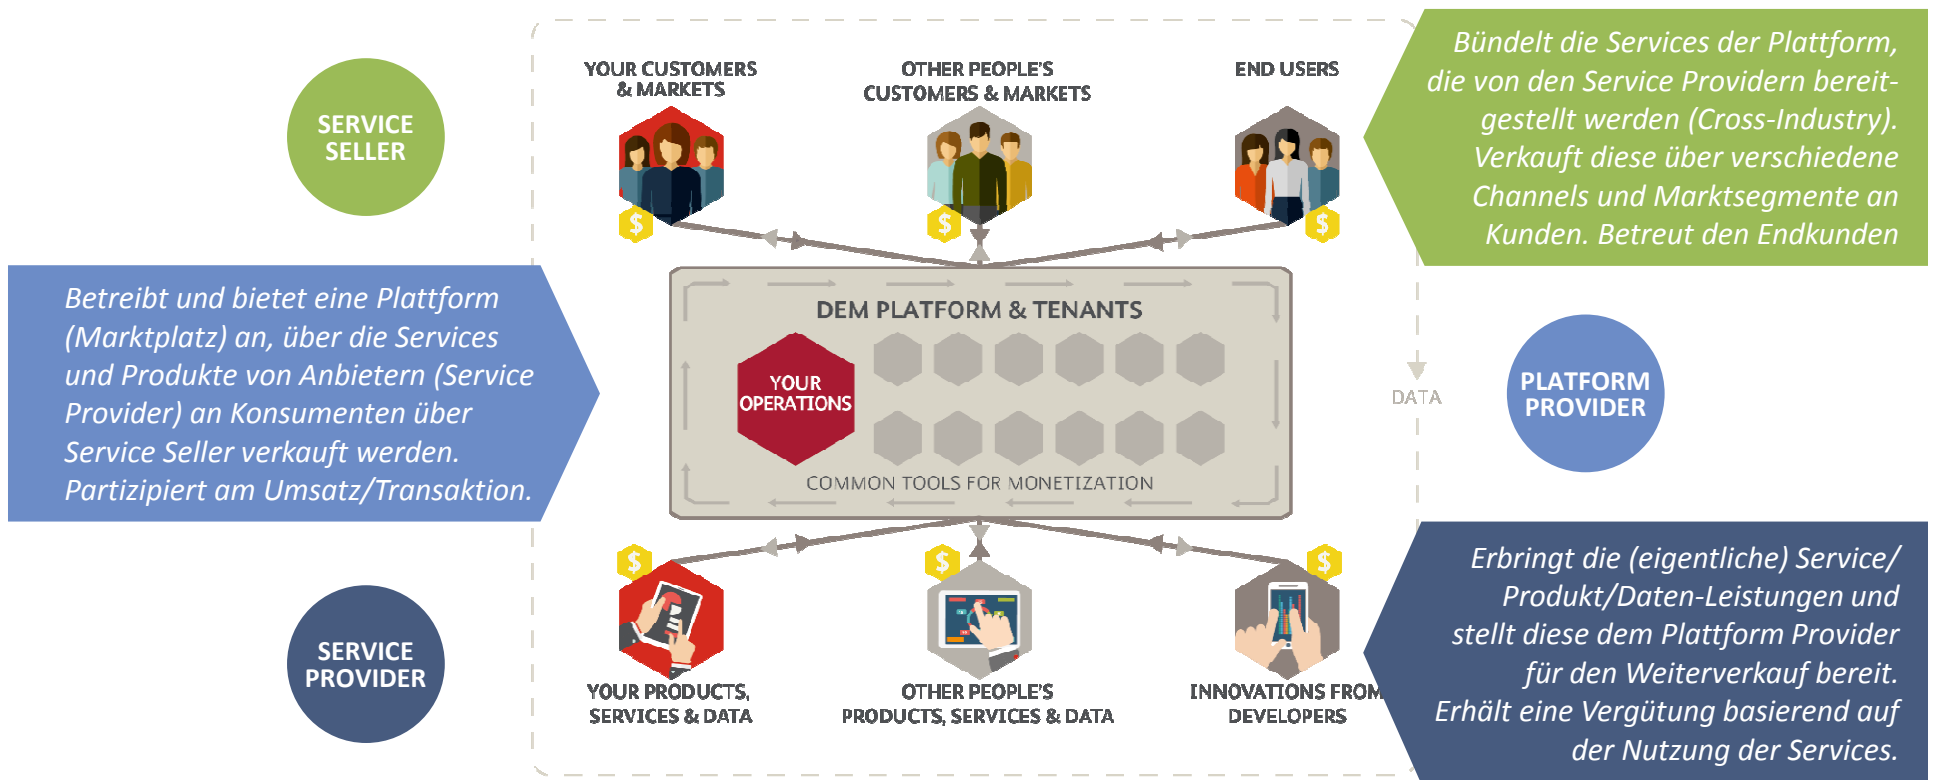 SERVICE
SELLER
YOUR CUSTOMERS
& MARKETS
$
OTHER PEOPLE'S
CUSTOMERS & MARKETS
$
END USERS
$
Bündelt die Services der Plattform,
die von den Service Providern bereit-
gestellt werden (Cross-Industry).
Verkauft diese über verschiedene
Channels und Marktsegmente an
Kunden. Betreut den Endkunden
Betreibt und bietet eine Plattform
(Marktplatz) an, über die Services
und Produkte von Anbietern (Service
Provider) an Konsumenten über
Service Seller verkauft werden.
Partizipiert am Umsatz/Transaktion.
DEM PLATFORM & TENANTS
YOUR
OPERATIONS
COMMON TOOLS FOR MONETIZATION
DATA
PLATFORM
PROVIDER
SERVICE
PROVIDER
$
YOUR PRODUCTS,
SERVICES & DATA
$
OTHER PEOPLE'S
PRODUCTS, SERVICES & DATA
$
INNOVATIONS FROM
DEVELOPERS
Erbringt die (eigentliche) Service/
Produkt/Daten-Leistungen und
stellt diese dem Plattform Provider
für den Weiterverkauf bereit.
Erhält eine Vergütung basierend auf
der Nutzung der Services.